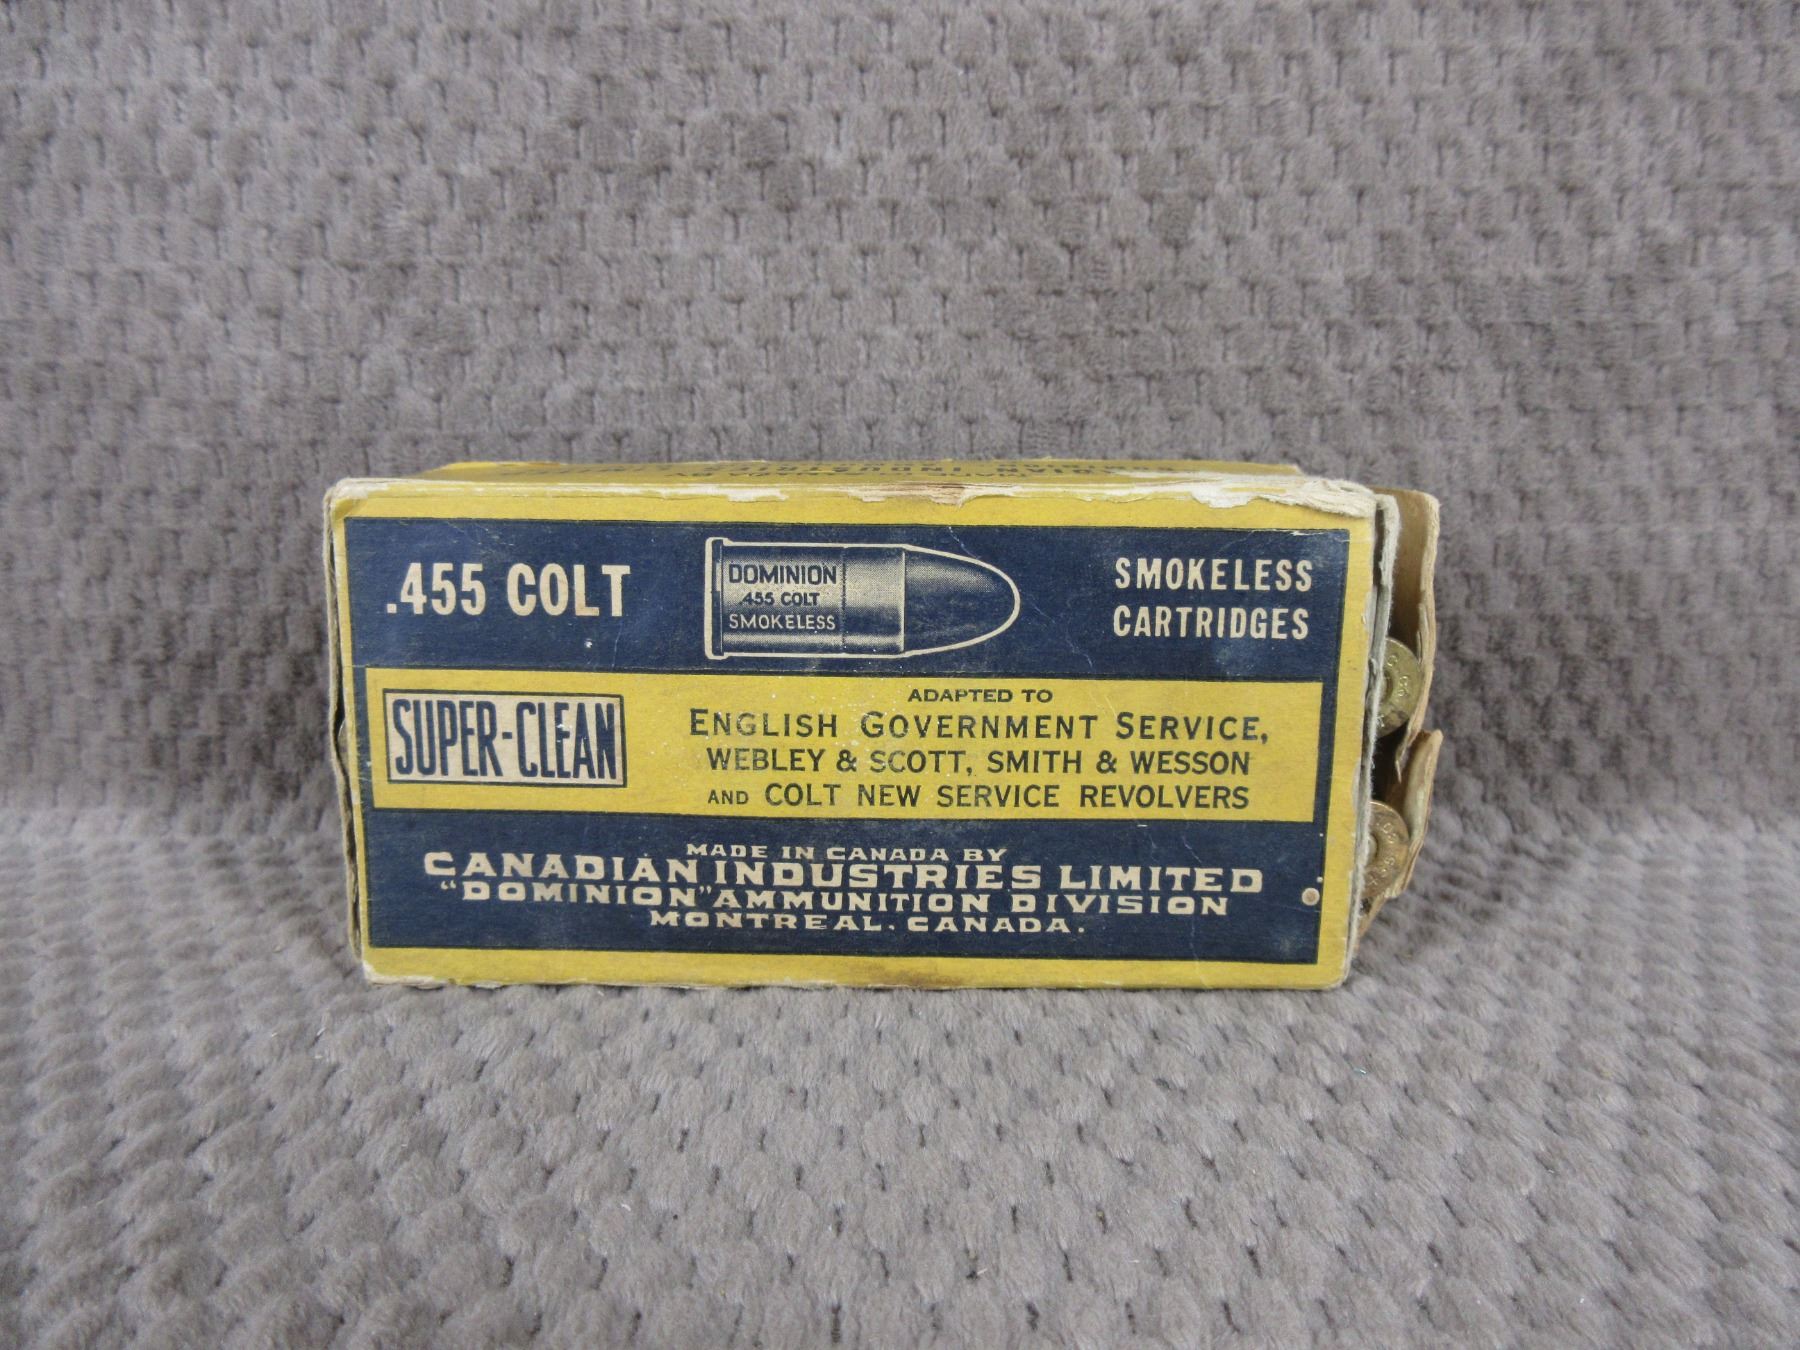 .455 COLT
DOMINION
.455 COLT
SMOKELESS
SMOKELESS
CARTRIDGES
SUPER-CLEAN
ADAPTED TO
ENGLISH GOVERNMENT SERVICE,
WEBLEY & SCOTT, SMITH & WESSON
AND COLT NEW SERVICE REVOLVERS
MADE IN CANADA BY
CANADIAN INDUSTRIES LIMITED
"DOMINION" AMMUNITION DIVISION
MONTREAL. CANADA.